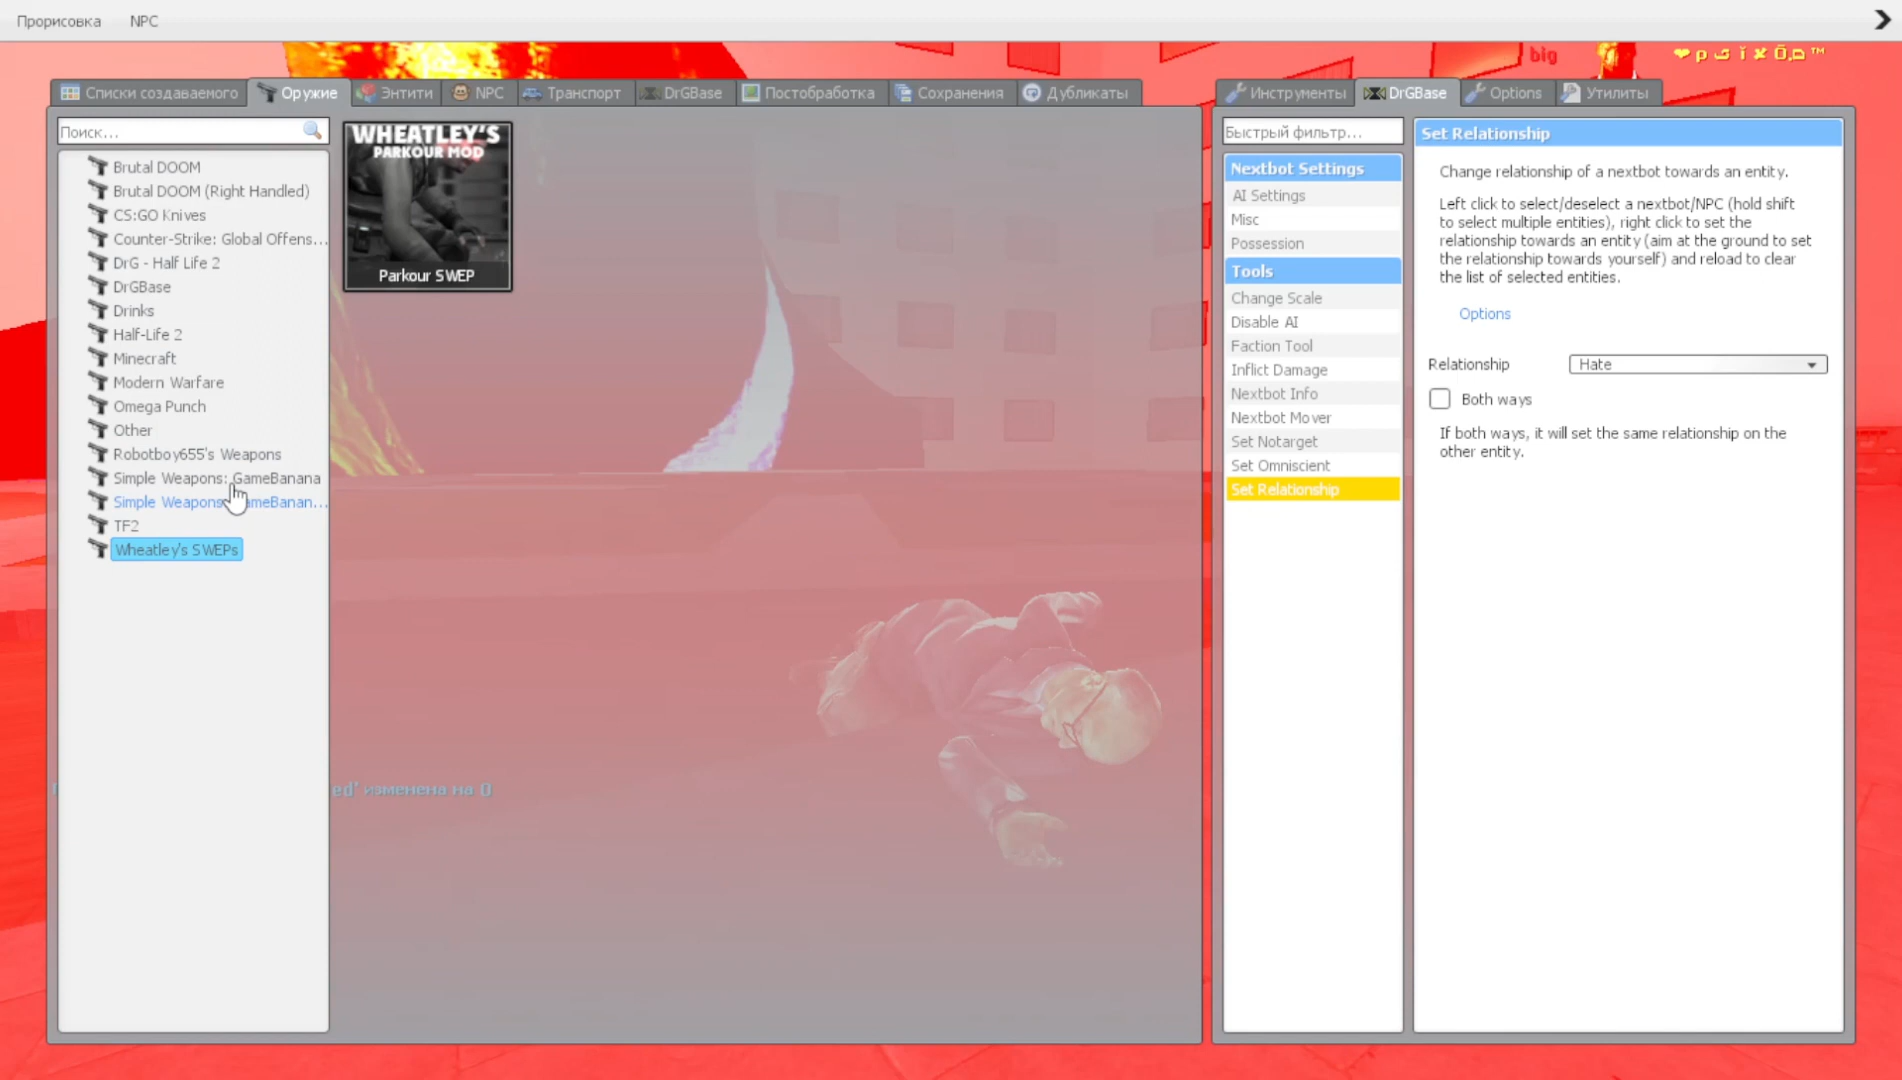 Прорисовка NPC
big
Списки создаваемого Оружие Энтити NPC Транспорт DrGBase Постобработка Сохранения Дубликаты
Поиск...
Brutal DOOM
Brutal DOOM (Right Handled)
CS:GO Knives
Counter-Strike: Global Offens...
DrG - Half Life 2
DrGBase
Drinks
Half-Life 2
Minecraft
Modern Warfare
Omega Punch
Other
Robotboy655's Weapons
Simple Weapons: GameBanana
Simple Weapons ameBanan...
TF2
Wheatley's SWEPs
WHEATLEY'S
PARKOUR MOD
Parkour SWEP
ed' изменена на 0
Инструменты DrGBase Options Утилиты
Быстрый фильтр...
Nextbot Settings
AI Settings
Misc
Possession
Tools
Change Scale
Disable AI
Faction Tool
Inflict Damage
Nextbot Info
Nextbot Mover
Set Notarget
Set Omniscient
Set Relationship
Set Relationship
Change relationship of a nextbot towards an entity.
Left click to select/deselect a nextbot/NPC (hold shift
to select multiple entities), right click to set the
relationship towards an entity (aim at the ground to set
the relationship towards yourself) and reload to clear
the list of selected entities.
Options
Relationship Hate
Both ways
If both ways, it will set the same relationship on the
other entity.